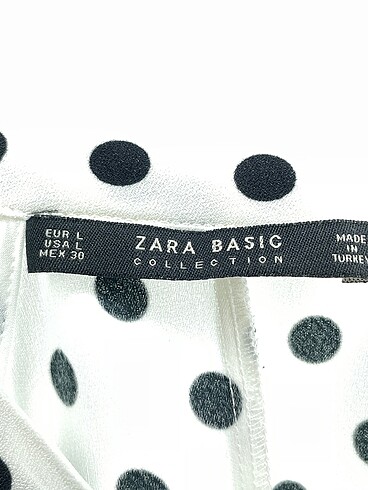 EUR L
USA L
MEX 30
ZARA BASIC
COLLECTION
MADE
IN
TURKEY